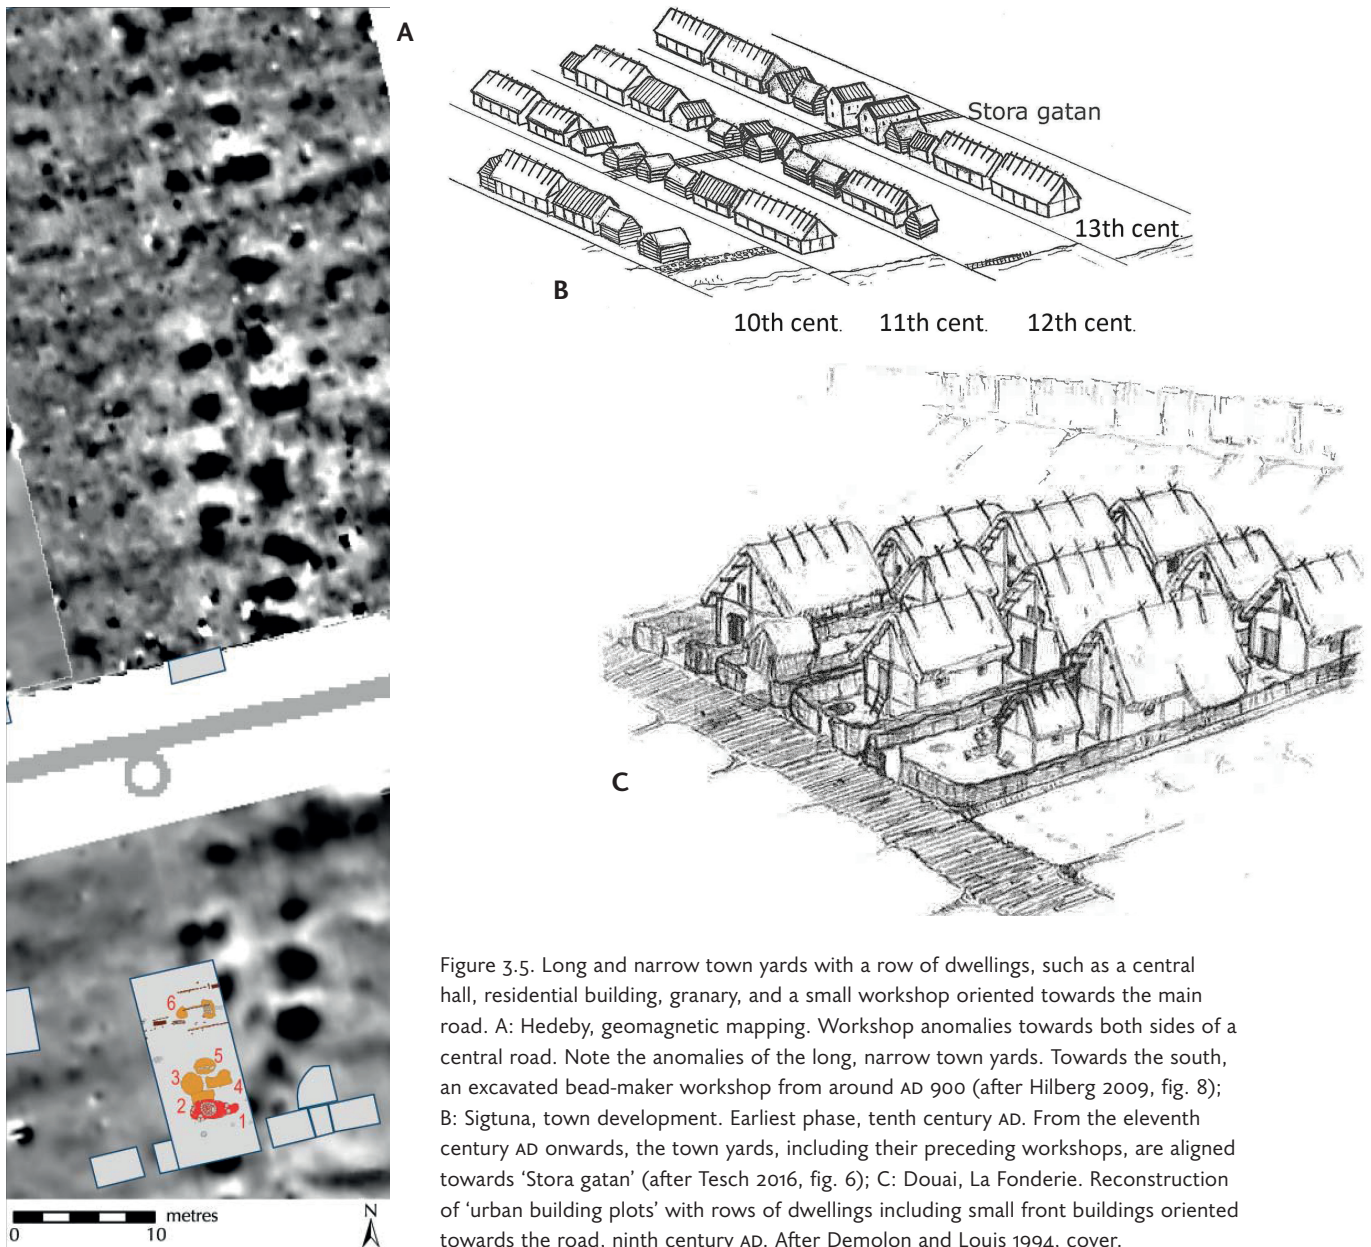 A
Stora gatan
13th cent.
B
10th cent. 11th cent. 12th cent.
C
6
5
3
4
2
1
metres
0 10
N
Figure 3.5. Long and narrow town yards with a row of dwellings, such as a central
hall, residential building, granary, and a small workshop oriented towards the main
road. A: Hedeby, geomagnetic mapping. Workshop anomalies towards both sides of a
central road. Note the anomalies of the long, narrow town yards. Towards the south,
an excavated bead-maker workshop from around AD 900 (after Hilberg 2009, fig. 8);
B: Sigtuna, town development. Earliest phase, tenth century AD. From the eleventh
century AD onwards, the town yards, including their preceding workshops, are aligned
towards ‘Stora gatan’ (after Tesch 2016, fig. 6); C: Douai, La Fonderie. Reconstruction
of ‘urban building plots’ with rows of dwellings including small front buildings oriented
towards the road, ninth century AD. After Demolon and Louis 1994, cover.